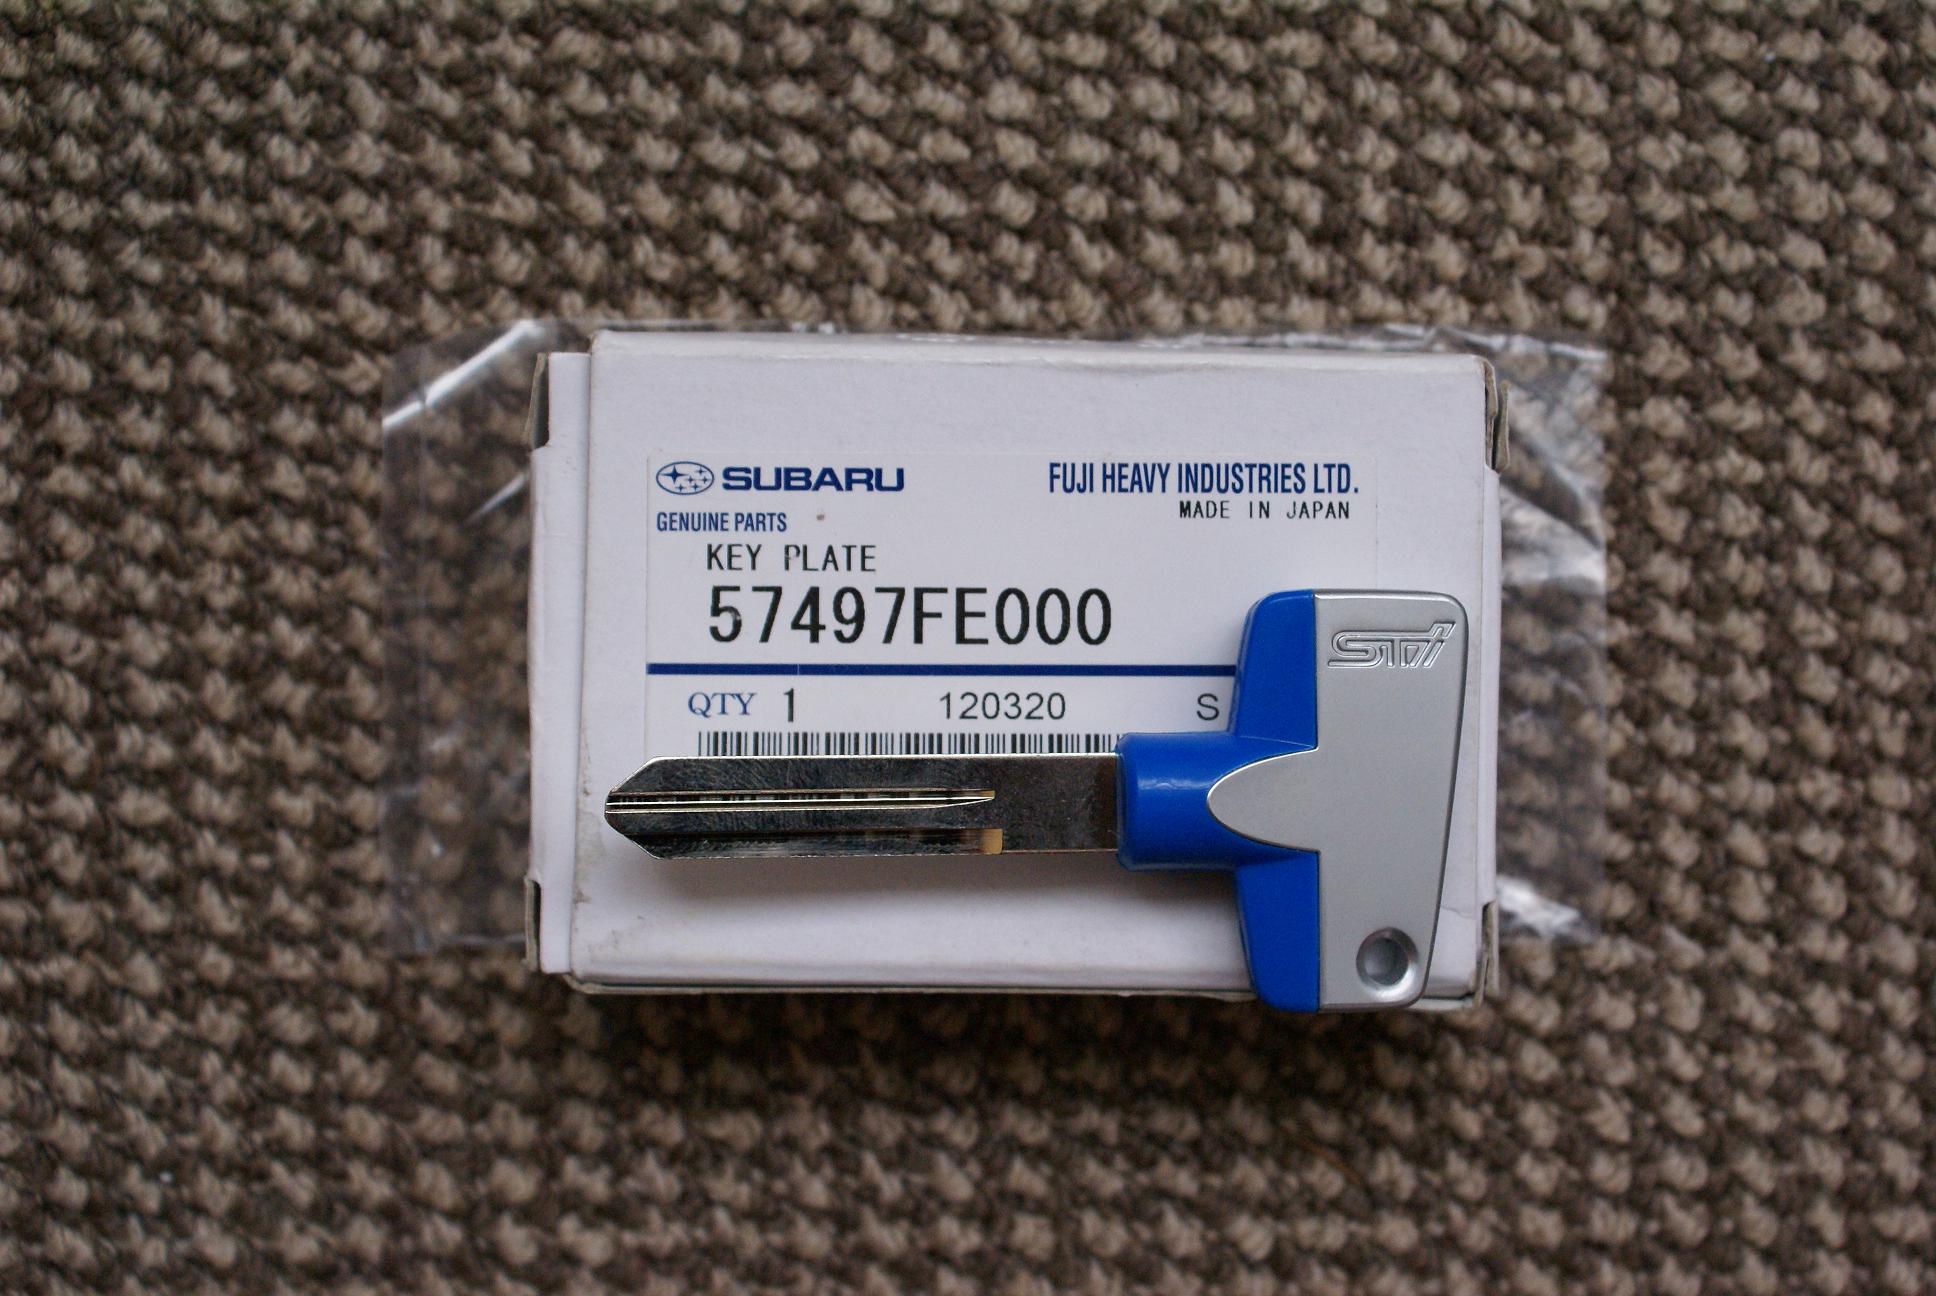 SUBARU FUJI HEAVY INDUSTRIES LTD.
MADE IN JAPAN
GENUINE PARTS
KEY PLATE
57497FE000
QTY 1 120320 S
STi